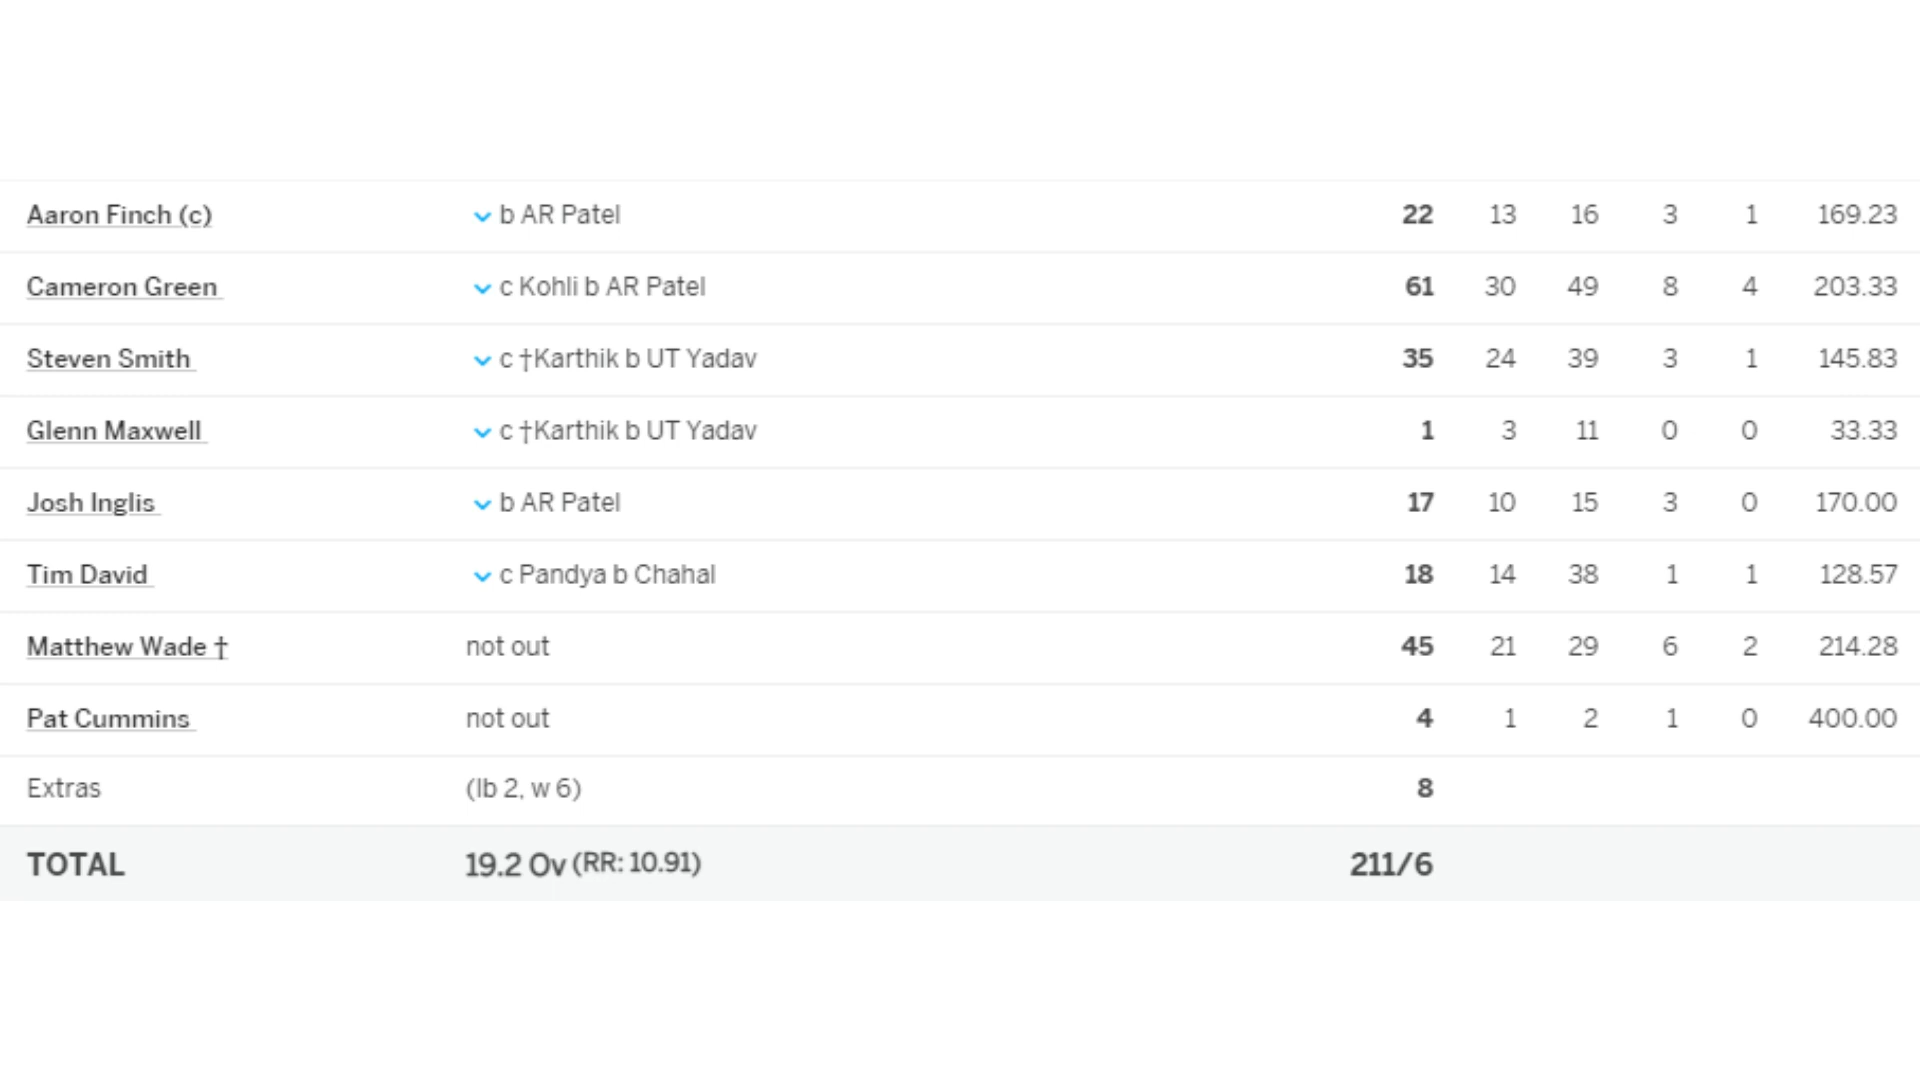 Aaron Finch (c) b AR Patel 22 13 16 3 1 169.23
Cameron Green c Kohli b AR Patel 61 30 49 8 4 203.33
Steven Smith c †Karthik b UT Yadav 35 24 39 3 1 145.83
Glenn Maxwell c †Karthik b UT Yadav 1 3 11 0 0 33.33
Josh Inglis b AR Patel 17 10 15 3 0 170.00
Tim David c Pandya b Chahal 18 14 38 1 1 128.57
Matthew Wade † not out 45 21 29 6 2 214.28
Pat Cummins not out 4 1 2 1 0 400.00
Extras (lb 2, w 6) 8
TOTAL 19.2 Ov (RR: 10.91) 211/6